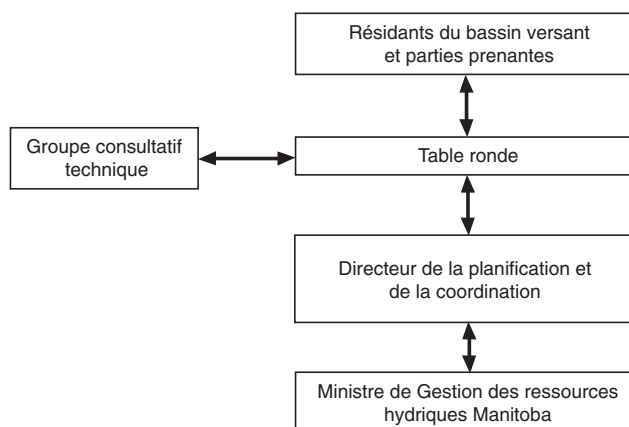 Résidants du bassin versant
et parties prenantes
Groupe consultatif
technique
Table ronde
Directeur de la planification et
de la coordination
Ministre de Gestion des ressources
hydriques Manitoba